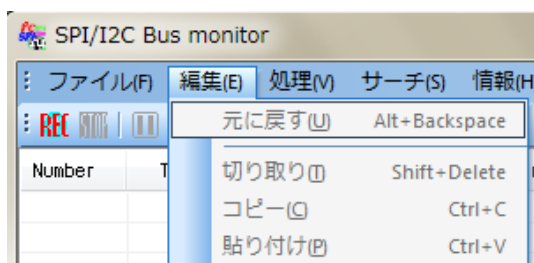 SPI/I2C Bus monitor
ファイル(F) 編集(E) 処理(V) サーチ(S) 情報(H
REC
元に戻す(U) Alt+Backspace
Number T 切り取り(T) Shift+Delete
コピー(C) Ctrl+C
貼り付け(P) Ctrl+V